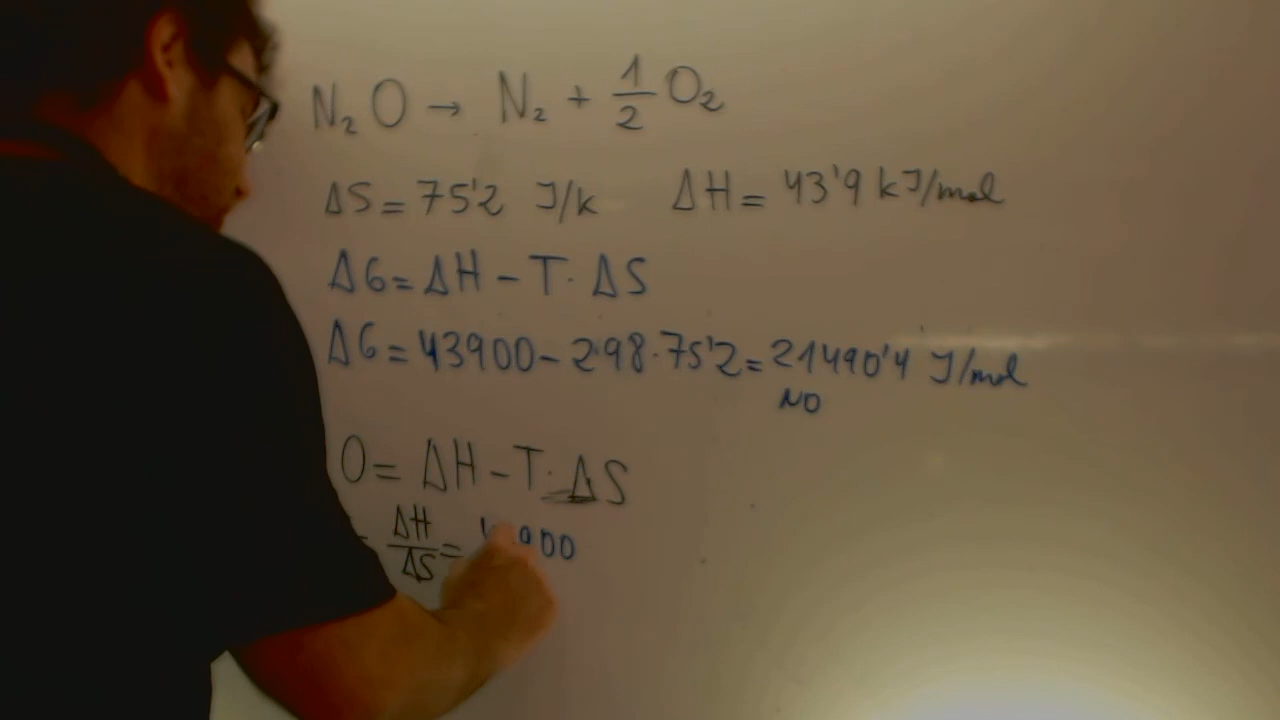 N₂O → N₂ + 1/2 O₂
ΔS = 75'2 J/k ΔH = 43'9 kJ/mol
ΔG = ΔH - T · ΔS
ΔG = 43900 - 298 · 75'2 = 21490'4 J/mol
NO
0 = ΔH - T · ΔS
ΔH/ΔS = 900